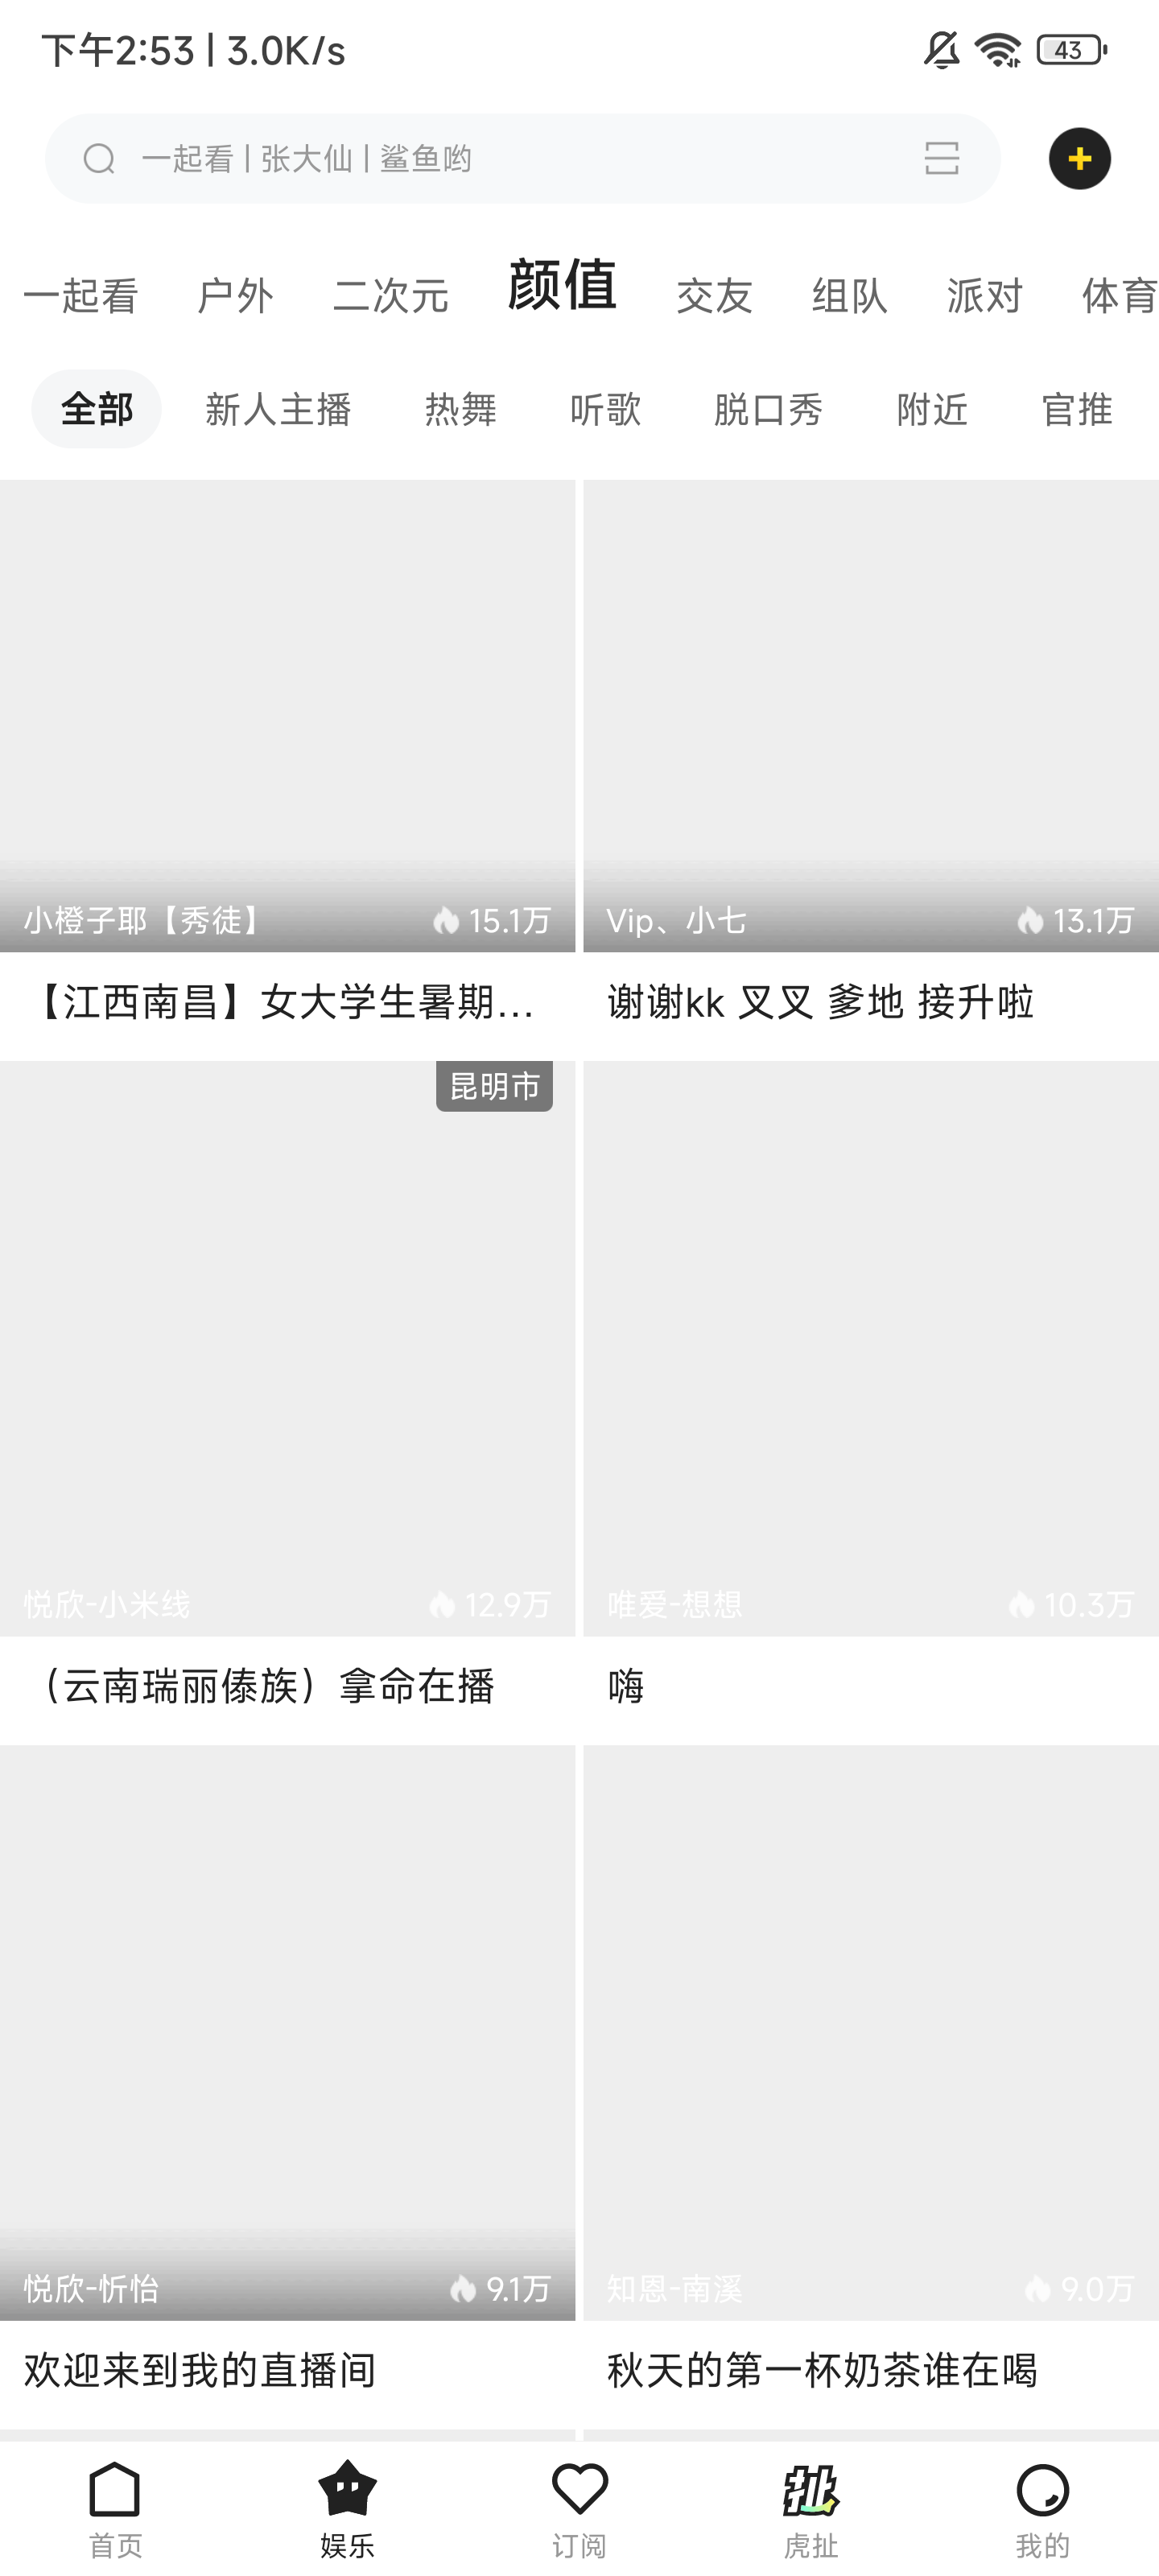 下午2:53 | 3.0K/s 43
一起看 | 张大仙 | 鲨鱼哟
一起看 户外 二次元 颜值 交友 组队 派对 体育
全部 新人主播 热舞 听歌 脱口秀 附近 官推
小橙子耶【秀徒】 15.1万 Vip、小七 13.1万
【江西南昌】女大学生暑期... 谢谢kk 叉叉 爹地 接升啦
昆明市
悦欣-小米线 12.9万 唯爱-想想 10.3万
（云南瑞丽傣族）拿命在播 嗨
悦欣-忻怡 9.1万 知恩-南溪 9.0万
欢迎来到我的直播间 秋天的第一杯奶茶谁在喝
扯
首页 娱乐 订阅 虎扯 我的